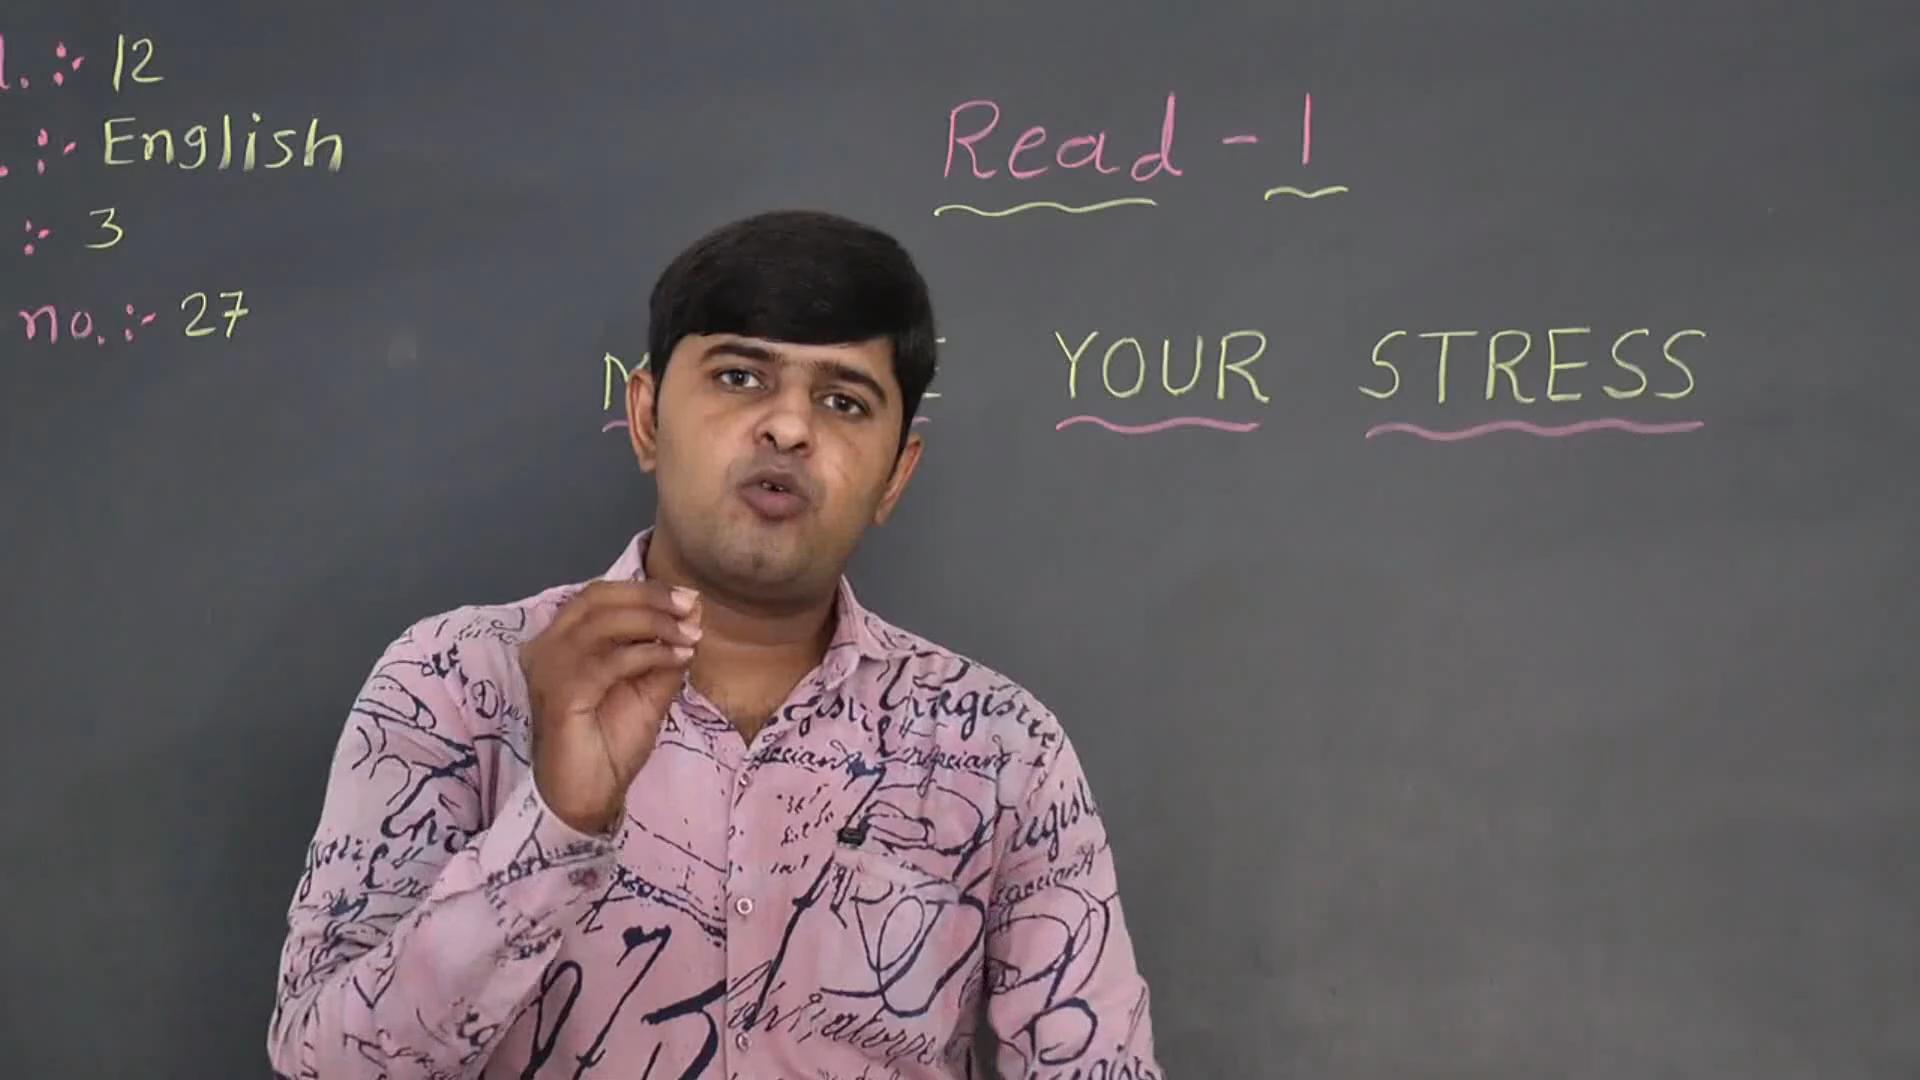 :- 12
:- English
:- 3
no. :- 27
Read - 1
YOUR STRESS